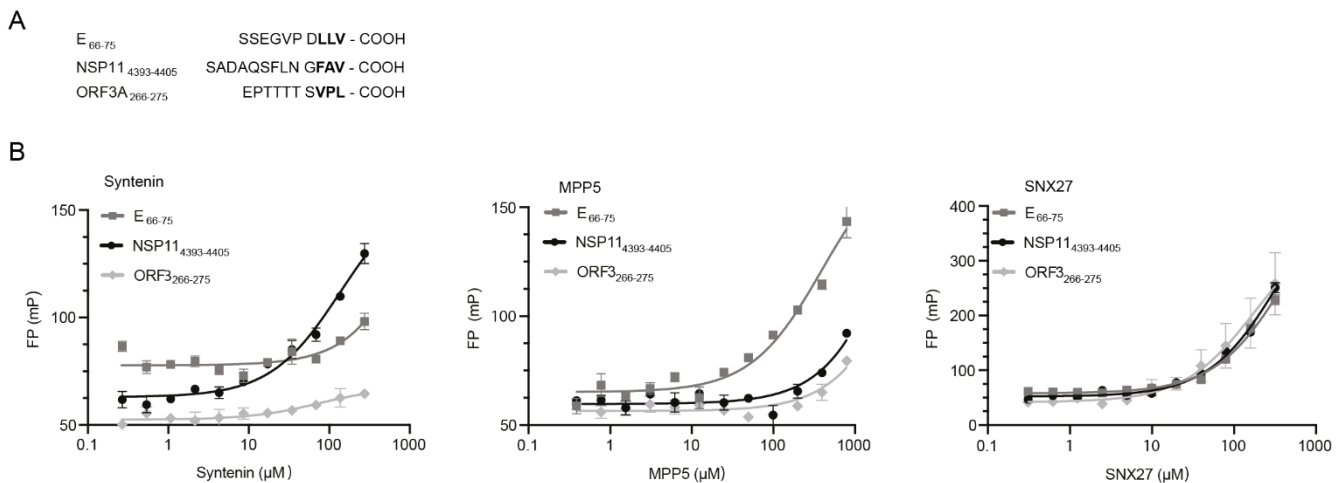 A
E66-75 SSEGVP DLLV - COOH
NSP114393-4405 SADAQSFLN GFAV - COOH
ORF3A266-275 EPTTTT SVPL - COOH
B
Syntenin
E66-75
NSP114393-4405
ORF3266-275
FP (mP)
150
100
50
0.1 1 10 100 1000
Syntenin (µM)
MPP5
E66-75
NSP114393-4405
ORF3266-275
FP (mP)
150
100
50
0.1 1 10 100 1000
MPP5 (µM)
SNX27
E66-75
NSP114393-4405
ORF3266-275
FP (mP)
400
300
200
100
0
0.1 1 10 100 1000
SNX27 (µM)